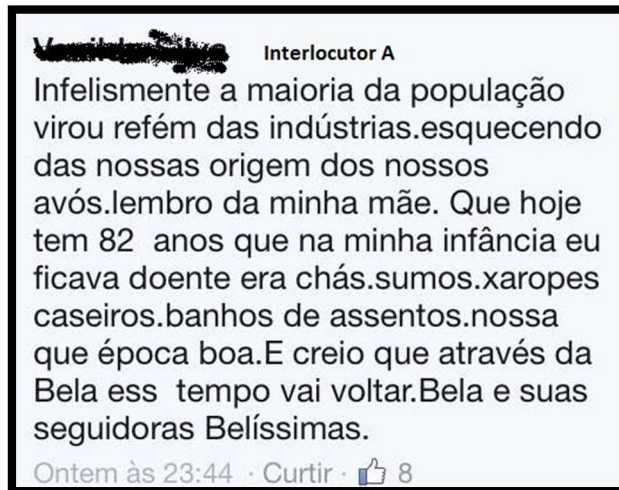 Interlocutor A
Infelismente a maioria da população
virou refém das indústrias.esquecendo
das nossas origem dos nossos
avós.lembro da minha mãe. Que hoje
tem 82 anos que na minha infância eu
ficava doente era chás.sumos.xaropes
caseiros.banhos de assentos.nossa
que época boa.E creio que através da
Bela ess tempo vai voltar.Bela e suas
seguidoras Belíssimas.
Ontem às 23:44 · Curtir · 8